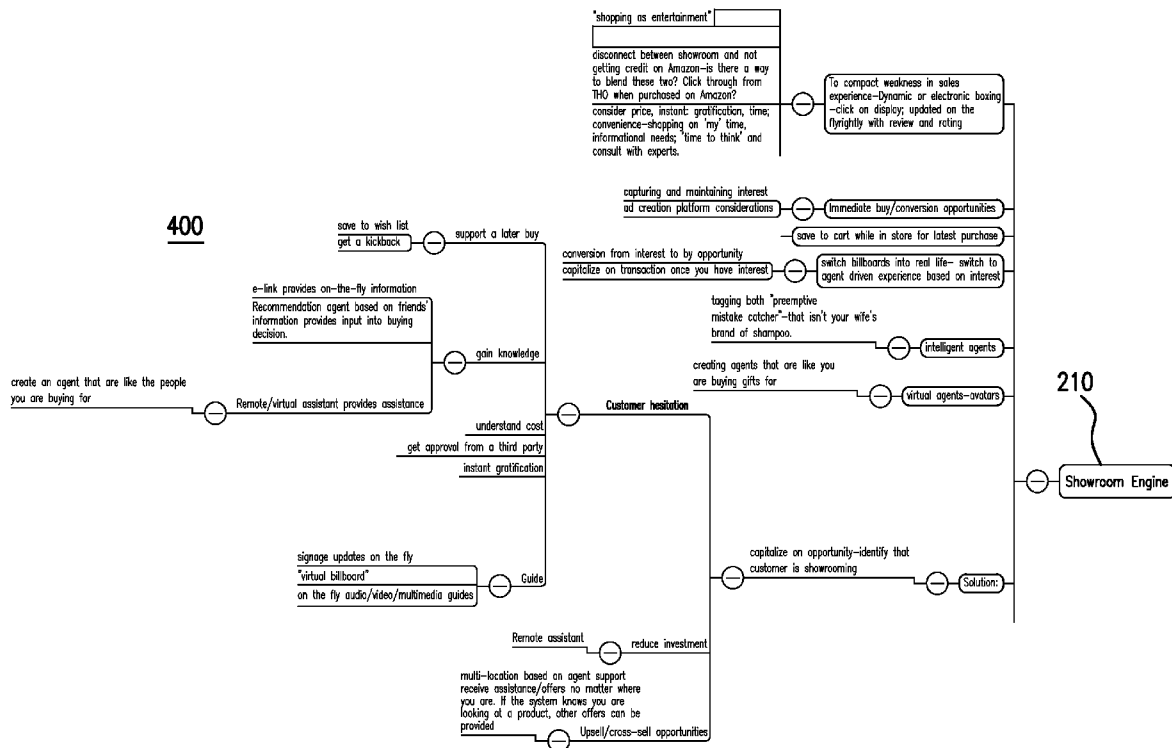 "shopping as entertainment"
disconnect between showroom and not
getting credit on Amazon–is there a way
to blend these two? Click through from
THO when purchased on Amazon?
consider price, instant: gratification, time;
convenience–shopping on 'my' time,
informational needs; 'time to think' and
consult with experts.
To compact weakness in sales
experience–Dynamic or electronic boxing
–click on display; updated on the
flyrightly with review and rating
capturing and maintaining interest
ad creation platform considerations
Immediate buy/conversion opportunities
400
save to wish list
get a kickback
support a later buy
save to cart while in store for latest purchase
conversion from interest to by opportunity
capitalize on transaction once you have interest
switch billboards into real life– switch to
agent driven experience based on interest
e–link provides on–the–fly information
Recommendation agent based on friends'
information provides input into buying
decision.
gain knowledge
tagging both "preemptive
mistake catcher"–that isn't your wife's
brand of shampoo.
intelligent agents
create an agent that are like the people
you are buying for
Remote/virtual assistant provides assistance
creating agents that are like you
are buying gifts for
virtual agents–avatars
210
Customer hesitation
understand cost
get approval from a third party
instant gratification
Showroom Engine
signage updates on the fly
"virtual billboard"
on the fly audio/video/multimedia guides
Guide
capitalize on opportunity–identify that
customer is showrooming
Solution:
Remote assistant
reduce investment
multi–location based an agent support
receive assistance/offers no matter where
you are. If the system knows you are
looking at a product, other offers can be
provided
Upsell/cross–sell opportunities